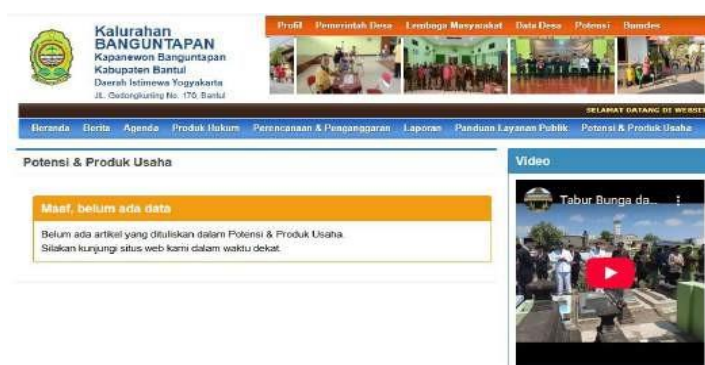 Kalurahan
BANGUNTAPAN
Kapanewon Banguntapan
Kabupaten Bantul
Daerah Istimewa Yogyakarta
JL. Gedongkuning No. 170, Bantul
Profil Pemerintah Desa Lembaga Masyarakat Data Desa Potensi Bumdes
SELAMAT DATANG DI WEBSIT
Beranda Berita Agenda Produk Hukum Perencanaan & Penganggaran Laporan Panduan Layanan Publik Potensi & Produk Usaha
Potensi & Produk Usaha
Maaf, belum ada data
Belum ada artikel yang dituliskan dalam Potensi & Produk Usaha.
Silakan kunjungi situs web kami dalam waktu dekat.
Video
Tabur Bunga da...